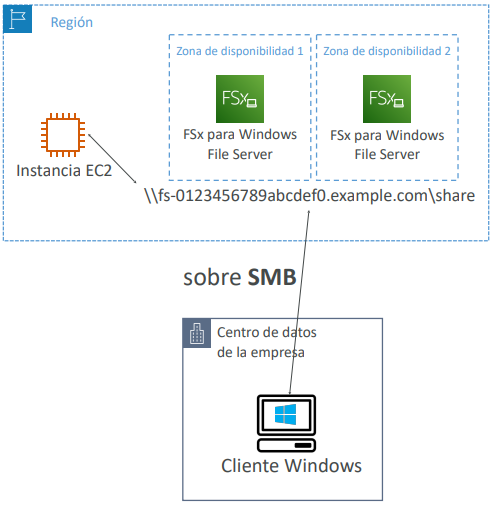 Región
Zona de disponibilidad 1
Zona de disponibilidad 2
FSx
FSx
FSx para Windows
File Server
FSx para Windows
File Server
Instancia EC2
\\fs-0123456789abcdef0.example.com\share
sobre SMB
Centro de datos
de la empresa
Cliente Windows